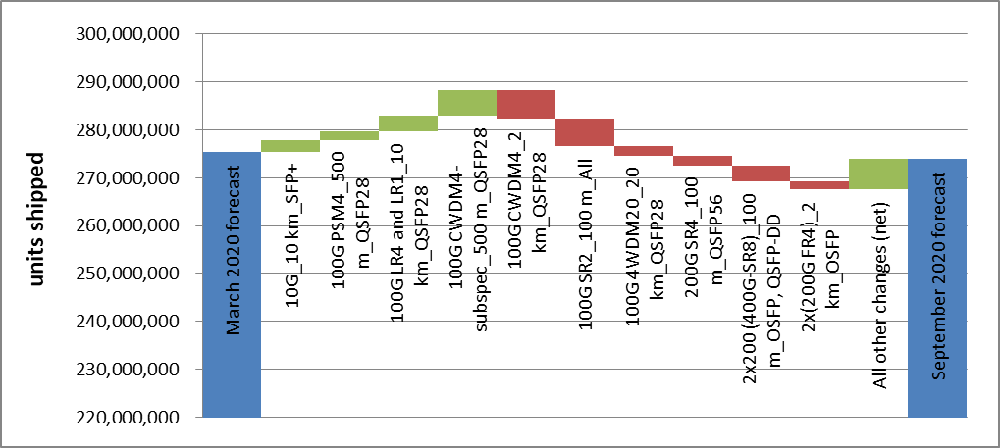 300,000,000
290,000,000
280,000,000
270,000,000
260,000,000
250,000,000
240,000,000
230,000,000
220,000,000
units shipped
March 2020 forecast
10G_10 km_SFP+
100G PSM4_500
m_QSFP28
100G LR4 and LR1_10
km_QSFP28
100G CWDM4-
subspec_500 m_QSFP28
100G CWDM4_2
km_QSFP28
100G SR2_100 m_All
100G 4WDM20_20
km_QSFP28
200G SR4_100
m_QSFP56
2x200 (400G-SR8)_100
m_OSFP, QSFP-DD
2x(200G FR4)_2
km_OSFP
All other changes (net)
September 2020 forecast